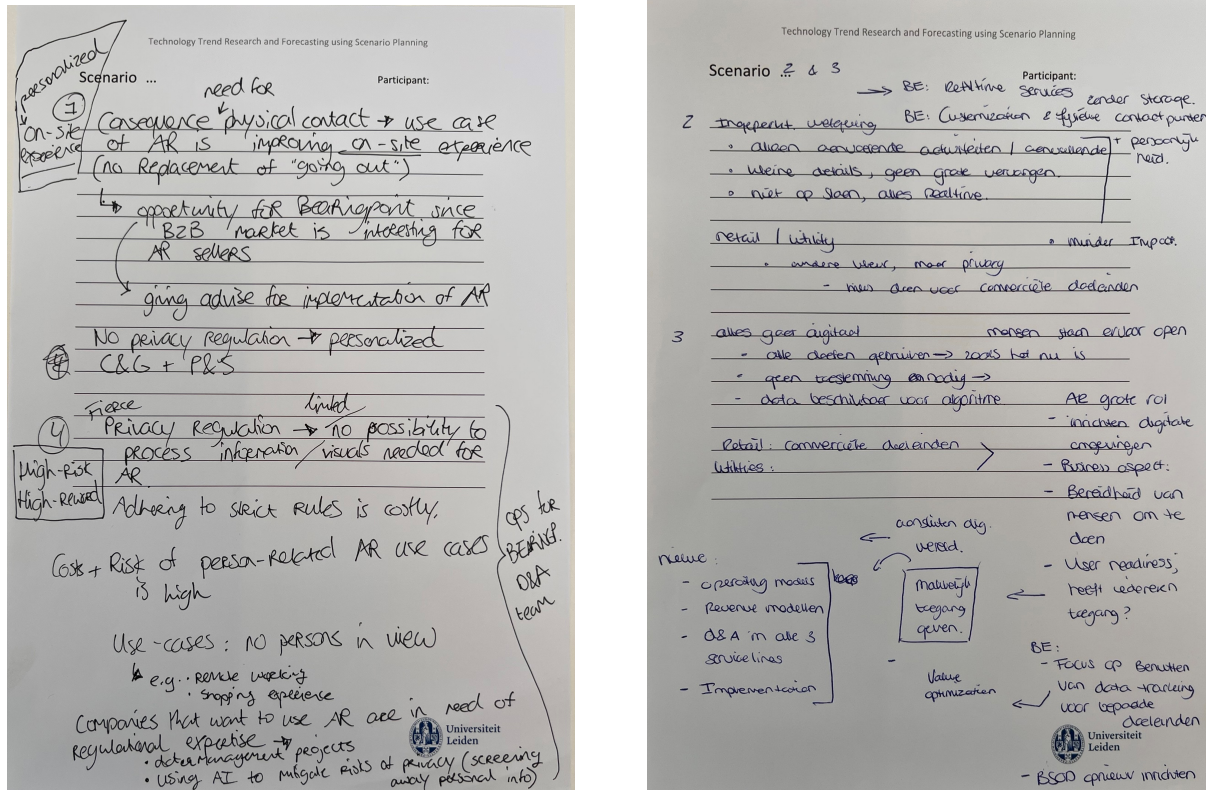 Technology Trend Research and Forecasting using Scenario Planning
Scenario ...
Participant:
personalized
1
on-site
experience
need for
Consequence physical contact → use case
of AR is improving on-site experience
(no Replacement of "going out")
opportunity for Bearingpoint since
B2B market is interesting for
AR sellers
giving advise for implementation of AR
No privacy regulation → personalized
C&G + P&S
Fierce
limited
4
Privacy Regulation → no possibility to
process information / visuals needed for
AR.
High-Risk
High-Reward
Adhering to strict rules is costly.
Costs + Risk of person-related AR use cases
is high
Use-cases: no persons in view
e.g. • Remote working
• shopping experience
Companies that want to use AR are in need of
regulational expertise →
• datamanagement projects
• using AI to mitigate risks of privacy (screening
away personal info)
ops for
BEARINGP.
D&A
team
Universiteit
Leiden
Technology Trend Research and Forecasting using Scenario Planning
Scenario 2 & 3
Participant:
→ BE: Realtime services
zonder storage.
BE: Customization & fysieke contactpunten
+ persoonlijk
heid.
2 Ingeperkt. welgeving
• alleen aanvoerende activiteiten / aanvullende
• kleine details, geen grote vervangen.
• niet op slaan, alles realtime.
retail / utility
• minder Impact.
• andere kleur, maar privacy
- niks doen voor commerciële doeleinden
3 alles gaat digitaal
mensen staan ervoor open
- alle doelen gebruiken → zoals het nu is
- geen toestemming nodig →
- data beschikbaar voor algoritme
Retail: commerciële doeleinden
Utilities:
AR grote rol
- inrichten digitale
omgevingen
- Business aspect:
- Bereidheid van
mensen om te
doen
- User readiness;
heeft iedereen
toegang?
aansluiten dig.
wereld.
makkelijk
toegang
geven.
nieuwe:
- operating models
- Revenue modellen
- D&A in alle 3
servicelines
- Implementation
Value
optimization
BE:
- Focus op Benutten
van data tracking
voor bepaalde
doeleinden
Universiteit
Leiden
- BSOD opnieuw inrichten